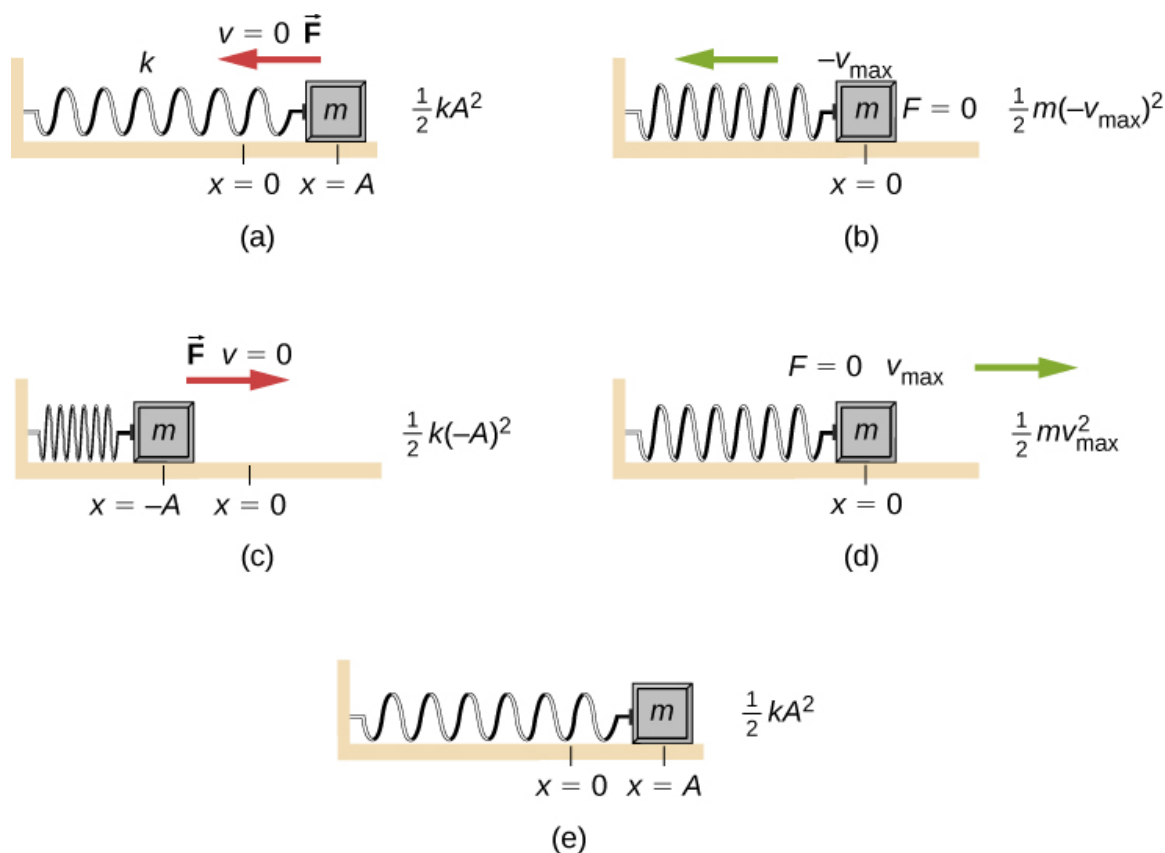 v = 0 F⃗
k
m
½ kA²
x = 0 x = A
(a)
−v_max
m
F = 0
½ m(−v_max)²
x = 0
(b)
F⃗ v = 0
m
½ k(–A)²
x = –A x = 0
(c)
F = 0 v_max
m
½ mv²_max
x = 0
(d)
m
½ kA²
x = 0 x = A
(e)